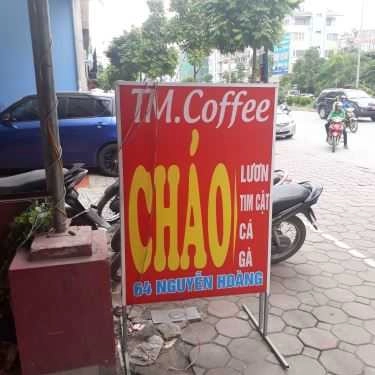 TM.Coffee
CHÁO
LƯƠN
TIM CẬT
CÁ
GÀ
64 NGUYỄN HOÀNG